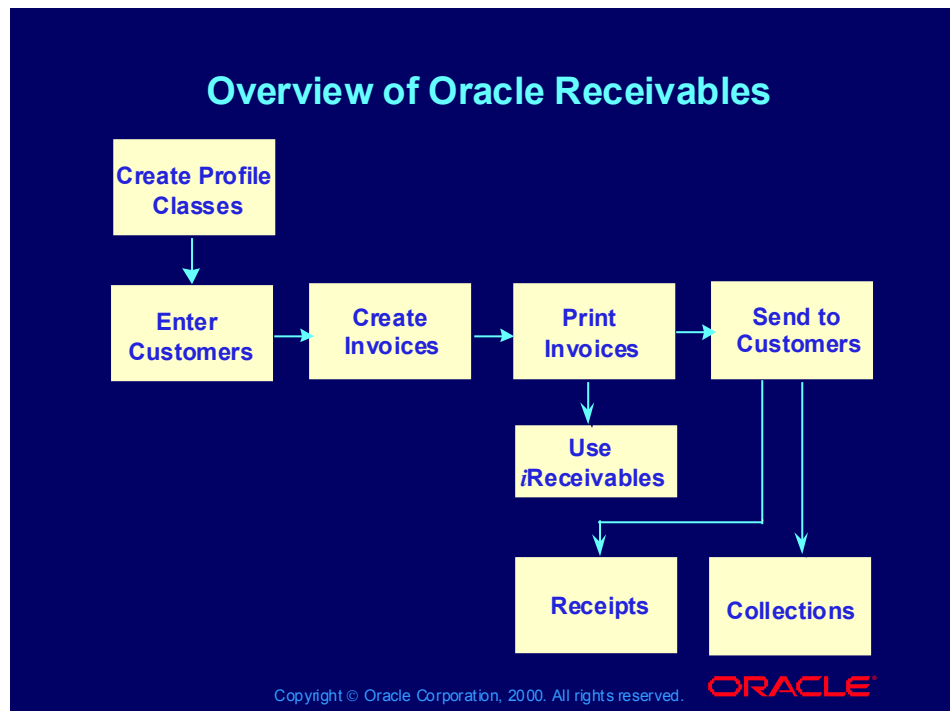 Overview of Oracle Receivables
Create Profile
Classes
Enter
Customers
Create
Invoices
Print
Invoices
Send to
Customers
Use
iReceivables
Receipts
Collections
Copyright © Oracle Corporation, 2000. All rights reserved.
ORACLE®